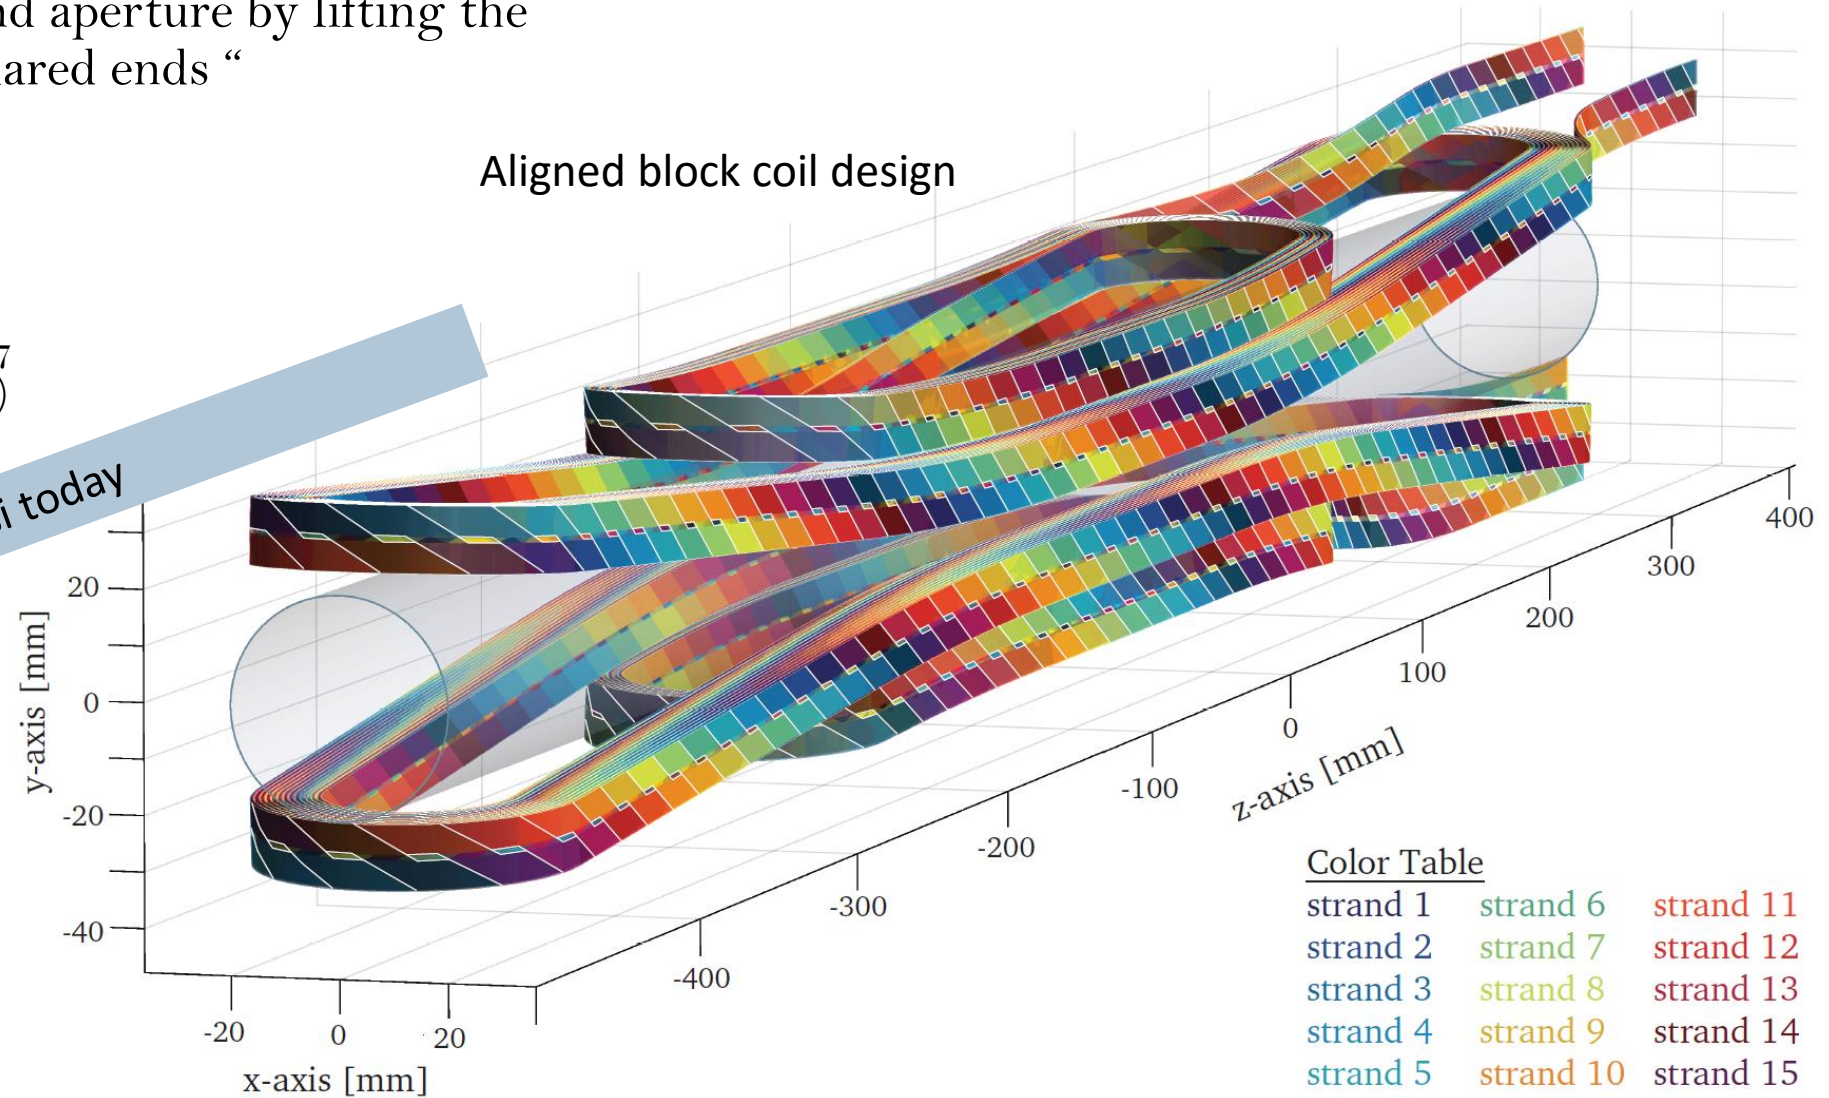 nd aperture by lifting the
ared ends “
Aligned block coil design
7
)
i today
20
0
-20
-40
y-axis [mm]
-20
0
20
x-axis [mm]
-400
-300
-200
-100
0
100
200
300
400
z-axis [mm]
Color Table
strand 1 strand 6 strand 11
strand 2 strand 7 strand 12
strand 3 strand 8 strand 13
strand 4 strand 9 strand 14
strand 5 strand 10 strand 15